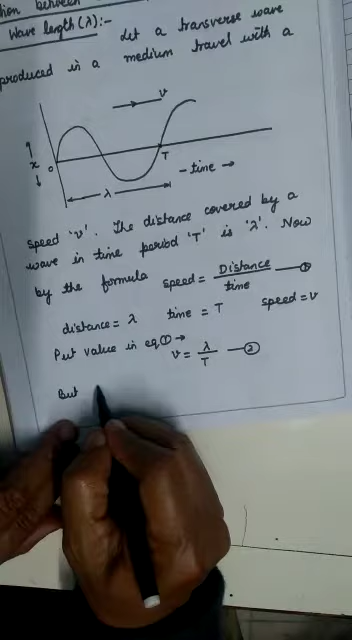 tion between
Wave length (λ):- Let a transverse wave
produced in a medium travel with a
v
x
o
T
- time →
λ
speed 'v'. The distance covered by a
wave in time period 'T' is 'λ'. Now
by the formula speed = Distance/time —①
distance = λ time = T speed = v
Put value in eq① →
v = λ/T —②
But